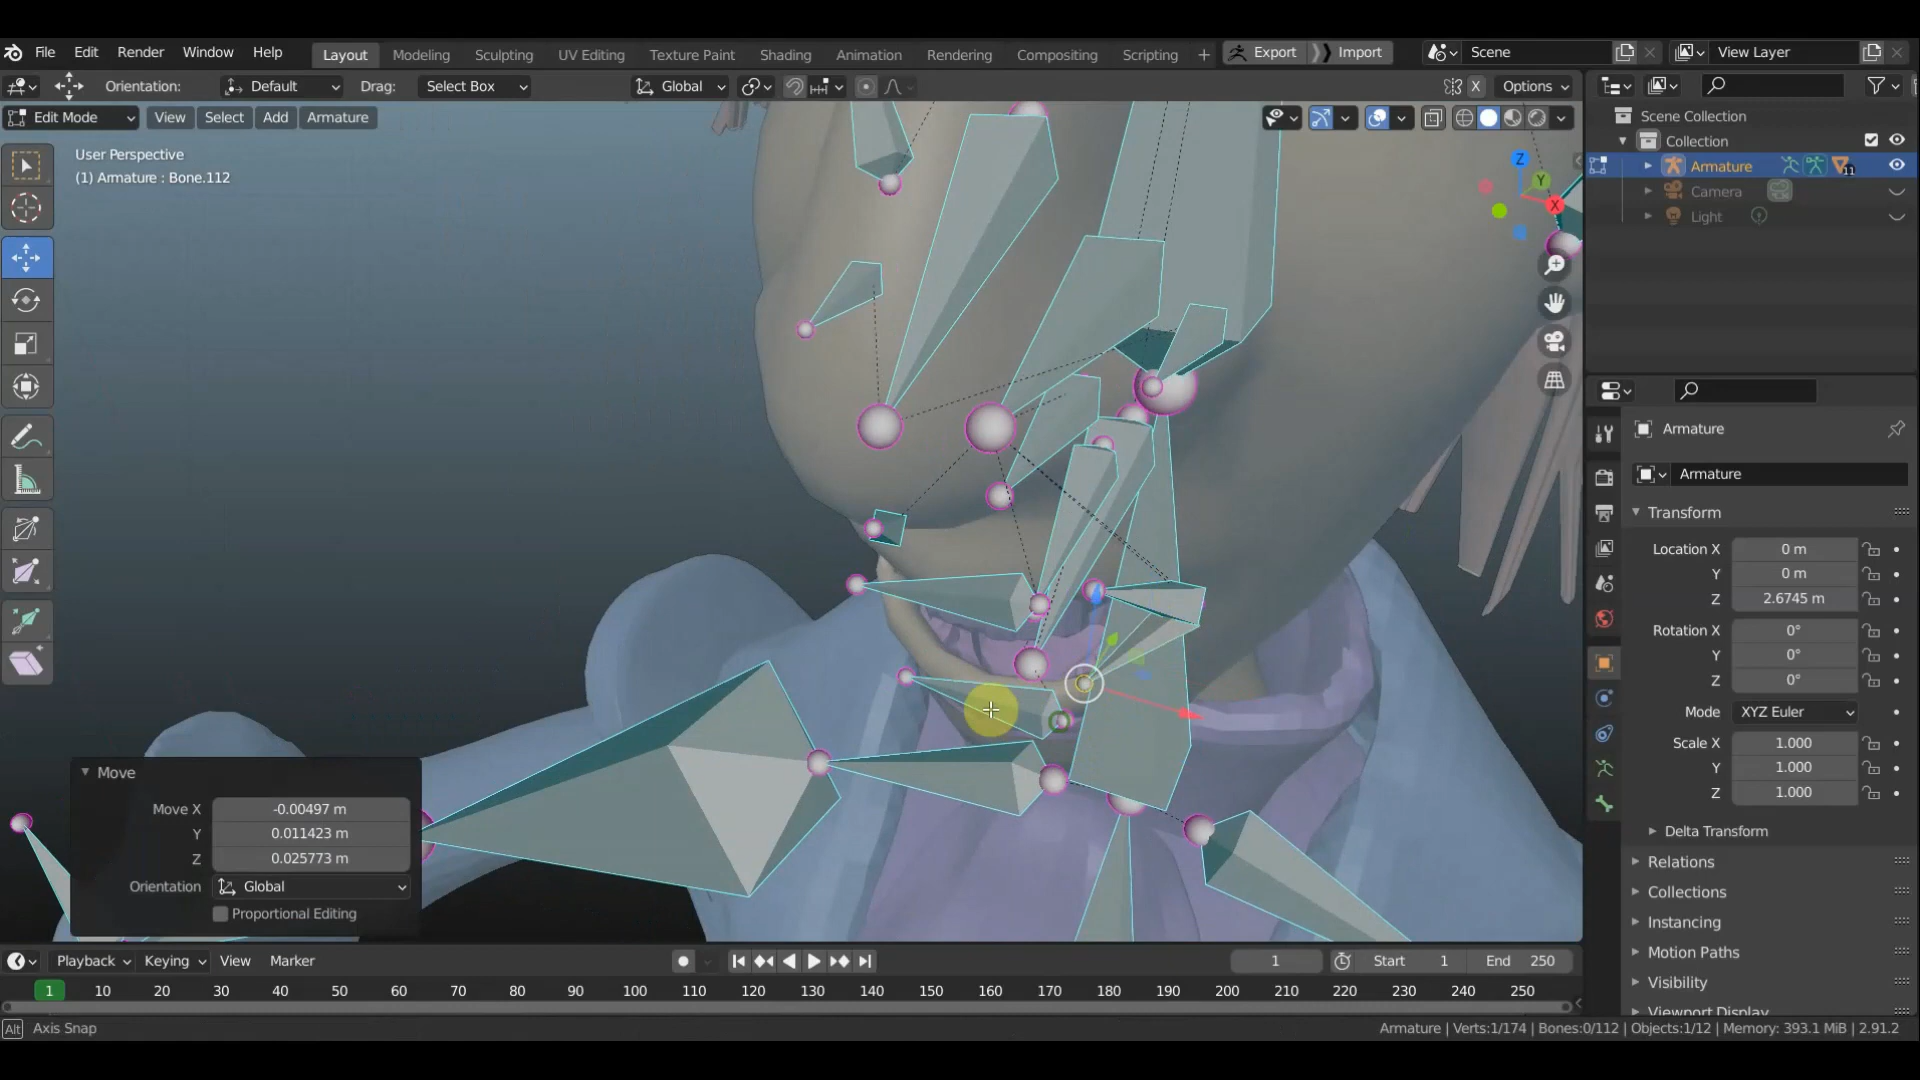 File Edit Render Window Help Layout Modeling Sculpting UV Editing Texture Paint Shading Animation Rendering Compositing Scripting + Export Import Scene View Layer
Orientation: Default Drag: Select Box Global X Options
Edit Mode View Select Add Armature
User Perspective
(1) Armature : Bone.112
Z
Y
X
Scene Collection
Collection
Armature 11
Camera
Light
Armature
Armature
Transform
Location X 0 m
Y 0 m
Z 2.6745 m
Rotation X 0°
Y 0°
Z 0°
Mode XYZ Euler
Scale X 1.000
Y 1.000
Z 1.000
Delta Transform
Relations
Collections
Instancing
Motion Paths
Visibility
Viewport Display
Move
Move X -0.00497 m
Y 0.011423 m
Z 0.025773 m
Orientation Global
Proportional Editing
Playback Keying View Marker 1 Start 1 End 250
1 10 20 30 40 50 60 70 80 90 100 110 120 130 140 150 160 170 180 190 200 210 220 230 240 250
Alt Axis Snap Armature | Verts:1/174 | Bones:0/112 | Objects:1/12 | Memory: 393.1 MiB | 2.91.2